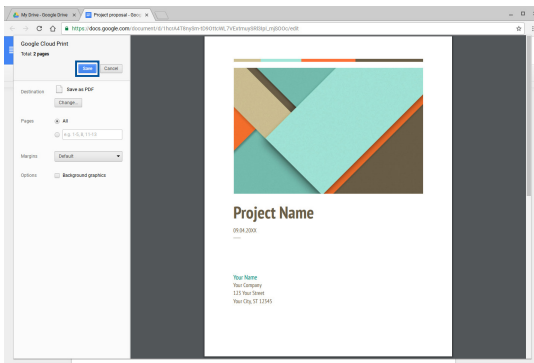 My Drive - Google Drive
Project proposal - Goog
https://docs.google.com/document/d/
Google Cloud Print
Total: 2 pages
Save
Cancel
Destination
Save as PDF
Change...
Pages
All
e.g. 1-5, 8, 11-13
Margins
Default
Options
Background graphics
Project Name
09.04.20XX
Your Name
Your Company
123 Your Street
Your City, ST 12345